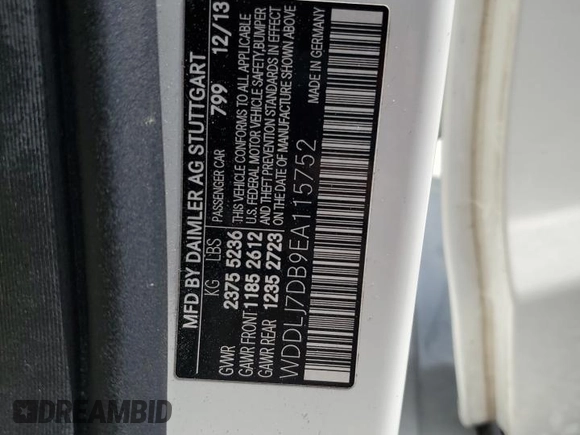 MFD BY DAIMLER AG STUTTGART
PASSENGER CAR 799 12/13
KG LBS
GVWR 2375 5236
GAWR FRONT 1185 2612
GAWR REAR 1235 2723
THIS VEHICLE CONFORMS TO ALL APPLICABLE
U.S. FEDERAL MOTOR VEHICLE SAFETY,BUMPER
AND THEFT PREVENTION STANDARDS IN EFFECT
ON THE DATE OF MANUFACTURE SHOWN ABOVE
WDDLJ7DB9EA115752 MADE IN GERMANY
DREAMBID